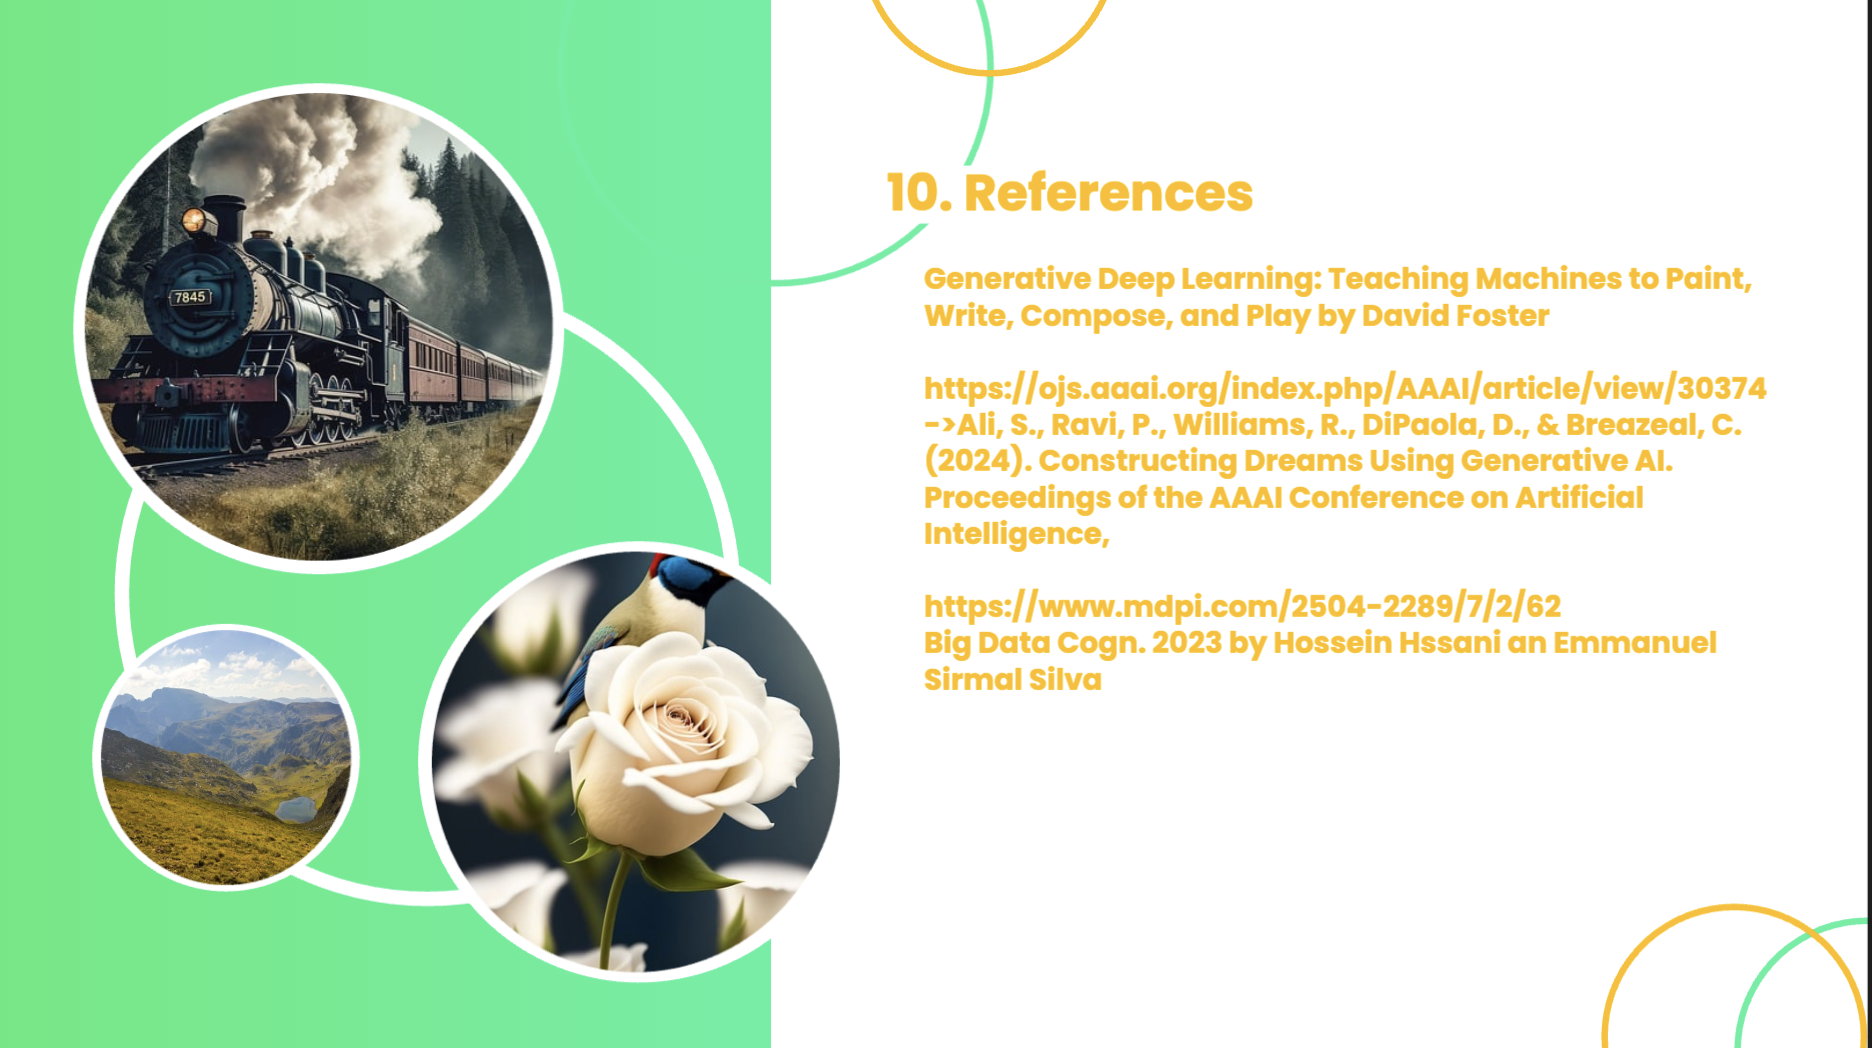 7845
10. References
Generative Deep Learning: Teaching Machines to Paint,
Write, Compose, and Play by David Foster
https://ojs.aaai.org/index.php/AAAI/article/view/30374
->Ali, S., Ravi, P., Williams, R., DiPaola, D., & Breazeal, C.
(2024). Constructing Dreams Using Generative AI.
Proceedings of the AAAI Conference on Artificial
Intelligence,
https://www.mdpi.com/2504-2289/7/2/62
Big Data Cogn. 2023 by Hossein Hssani an Emmanuel
Sirmal Silva